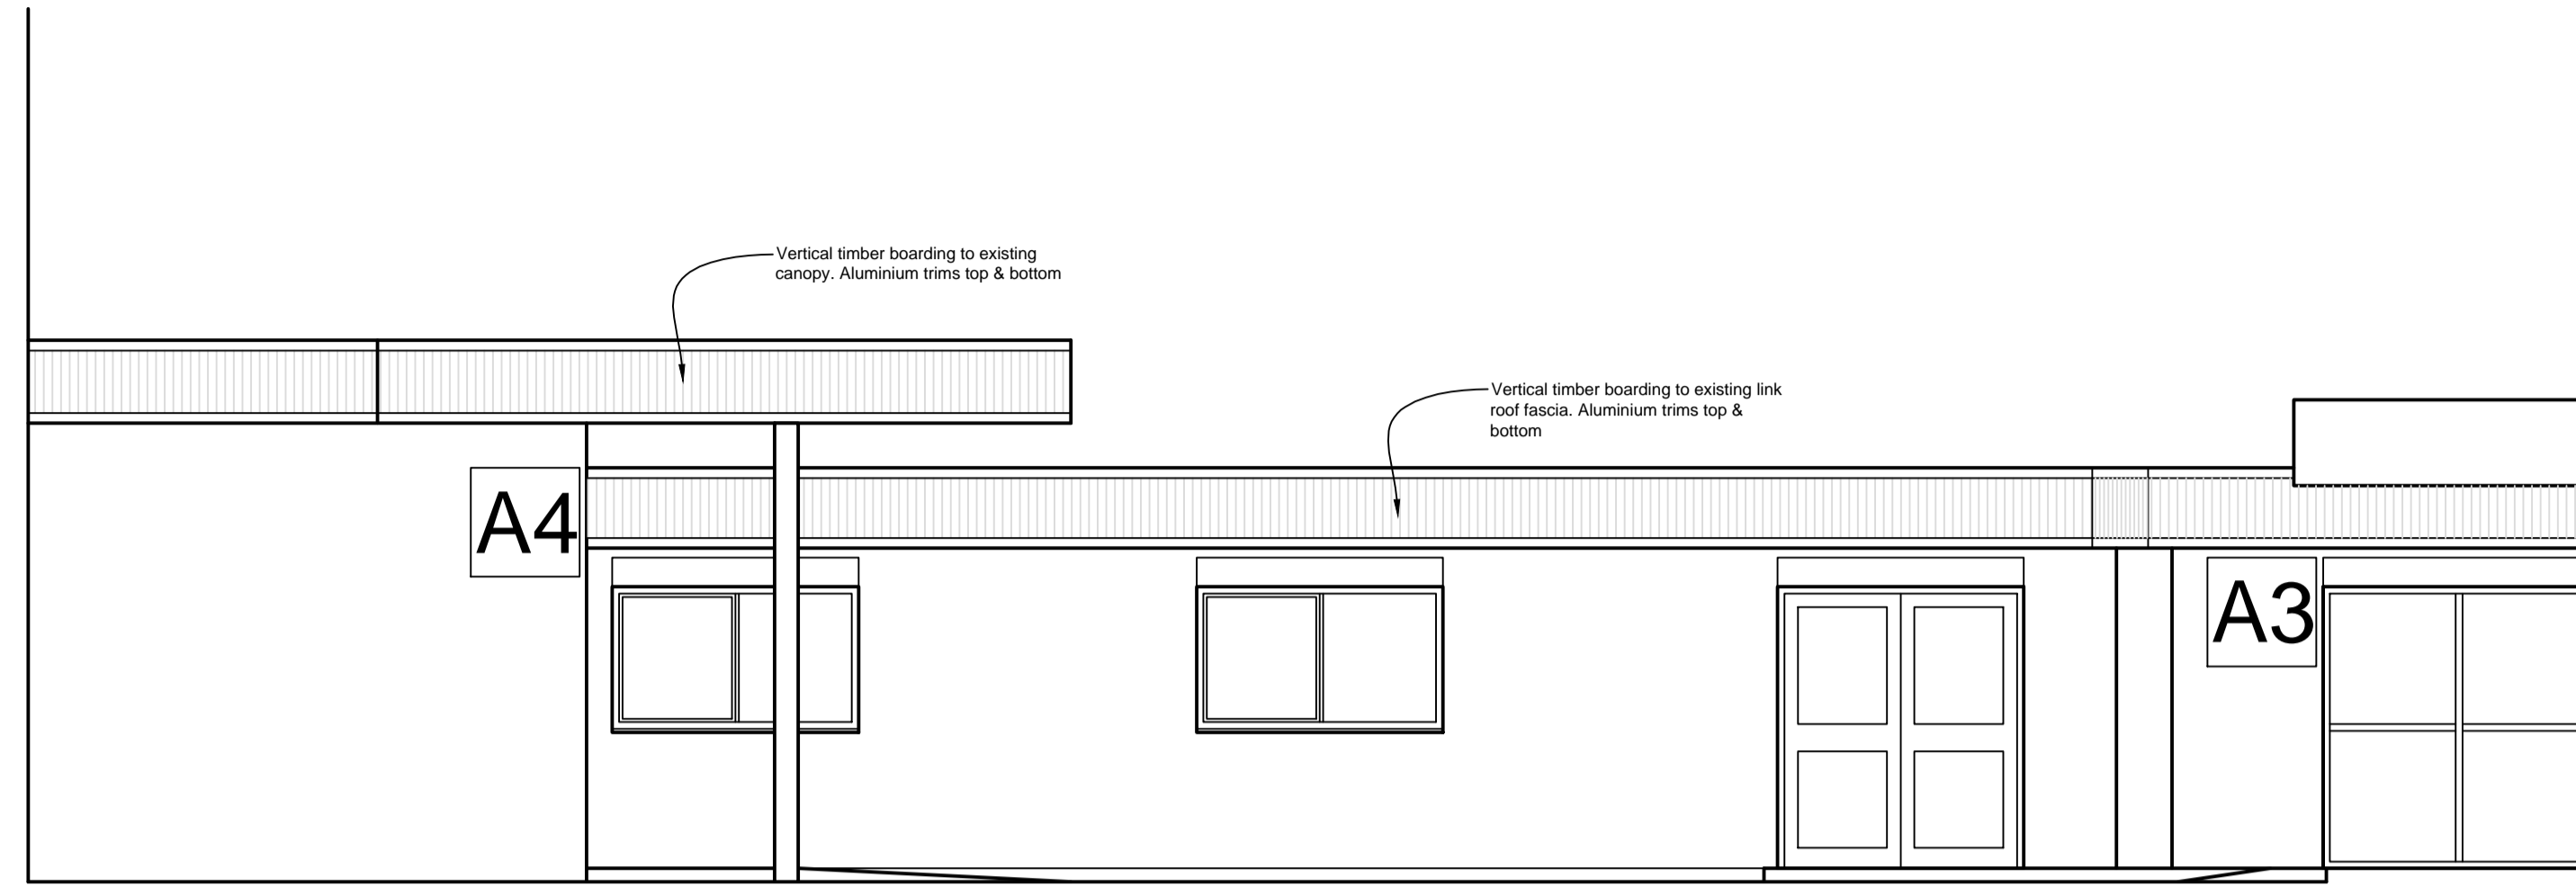 Vertical timber boarding to existing
canopy. Aluminium trims top & bottom
Vertical timber boarding to existing link
roof fascia. Aluminium trims top &
bottom
A4
A3